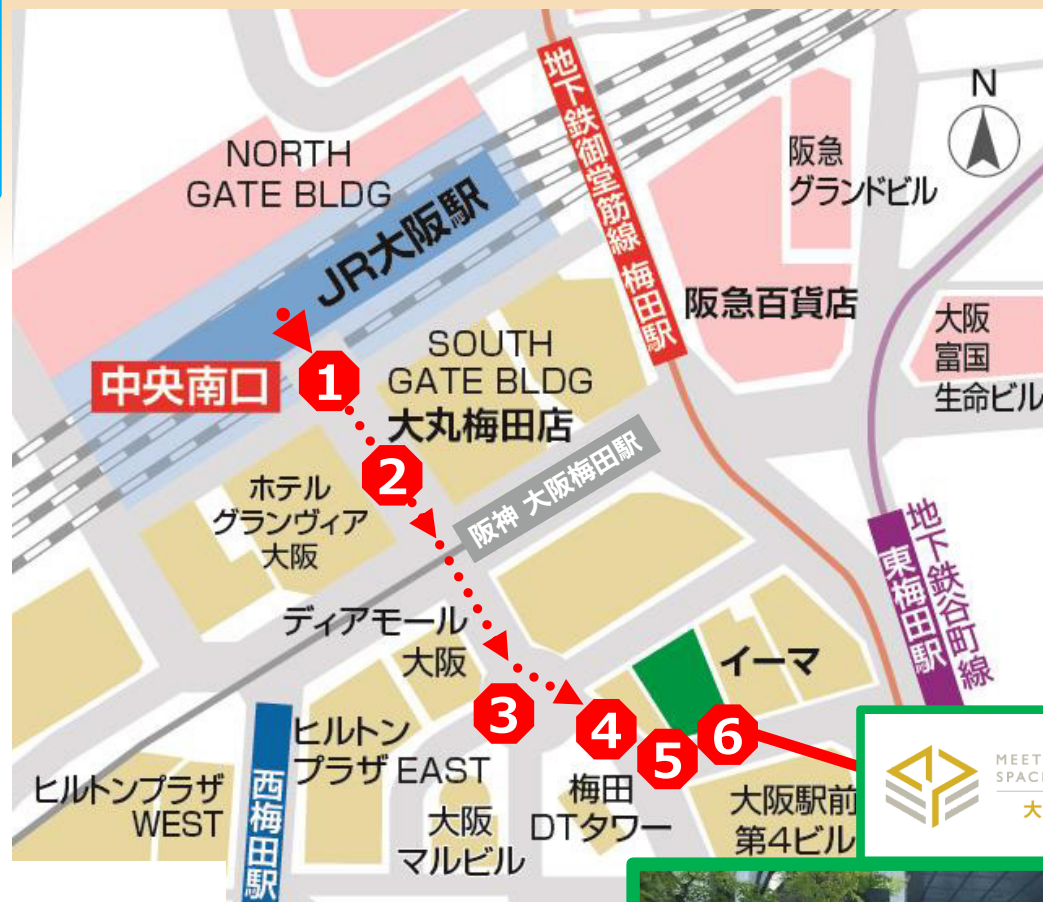 N
NORTH
GATE BLDG
JR大阪駅
地下鉄御堂筋線 梅田駅
阪急
グランドビル
阪急百貨店
大阪
富国
生命ビル
中央南口
1
SOUTH
GATE BLDG
大丸梅田店
2
ホテル
グランヴィア
大阪
阪神 大阪梅田駅
地下鉄谷町線
東梅田駅
ディアモール
大阪
イーマ
3
4
5
6
ヒルトン
プラザ EAST
ヒルトンプラザ
WEST
西梅田駅
大阪
マルビル
梅田
DTタワー
大阪駅前
第4ビル
MEET
SPAC
大